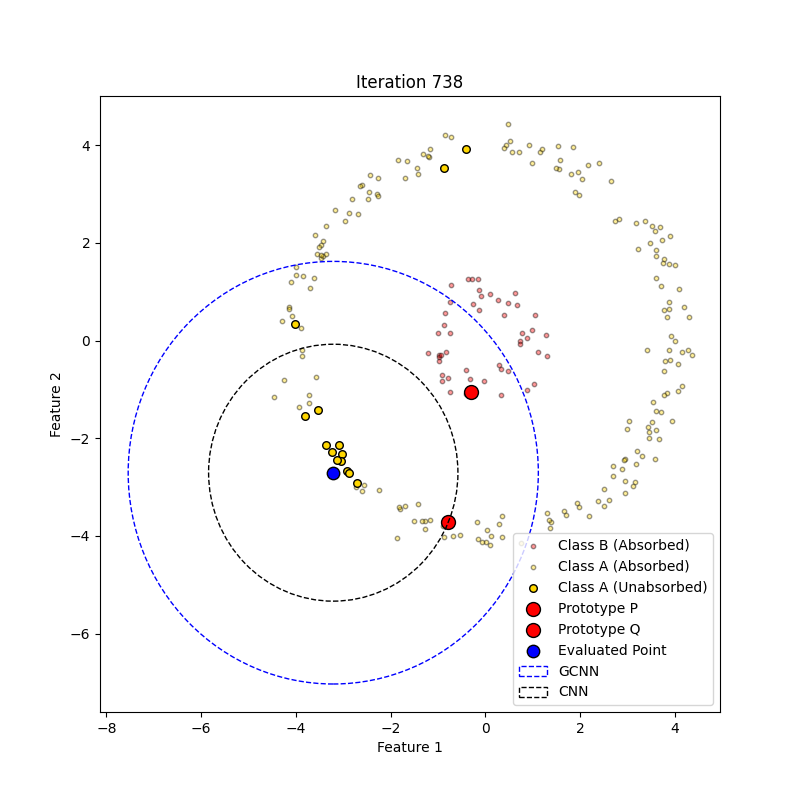 Iteration 738
Feature 2
4
2
0
−2
−4
−6
−8
−6
−4
−2
0
2
4
Feature 1
Class B (Absorbed)
Class A (Absorbed)
Class A (Unabsorbed)
Prototype P
Prototype Q
Evaluated Point
GCNN
CNN